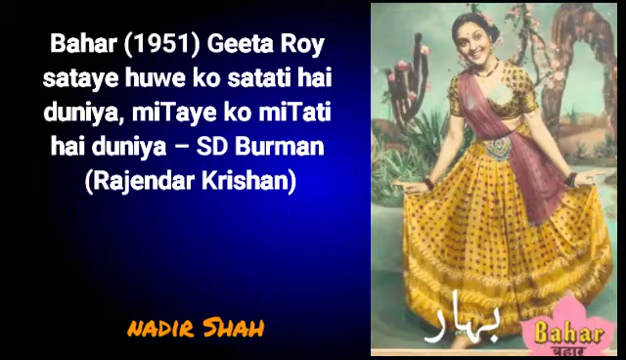 Bahar (1951) Geeta Roy
sataye huwe ko satati hai
duniya, miTaye ko miTati
hai duniya – SD Burman
(Rajendar Krishan)
NADIR SHAH
بہار
Bahar
बहार